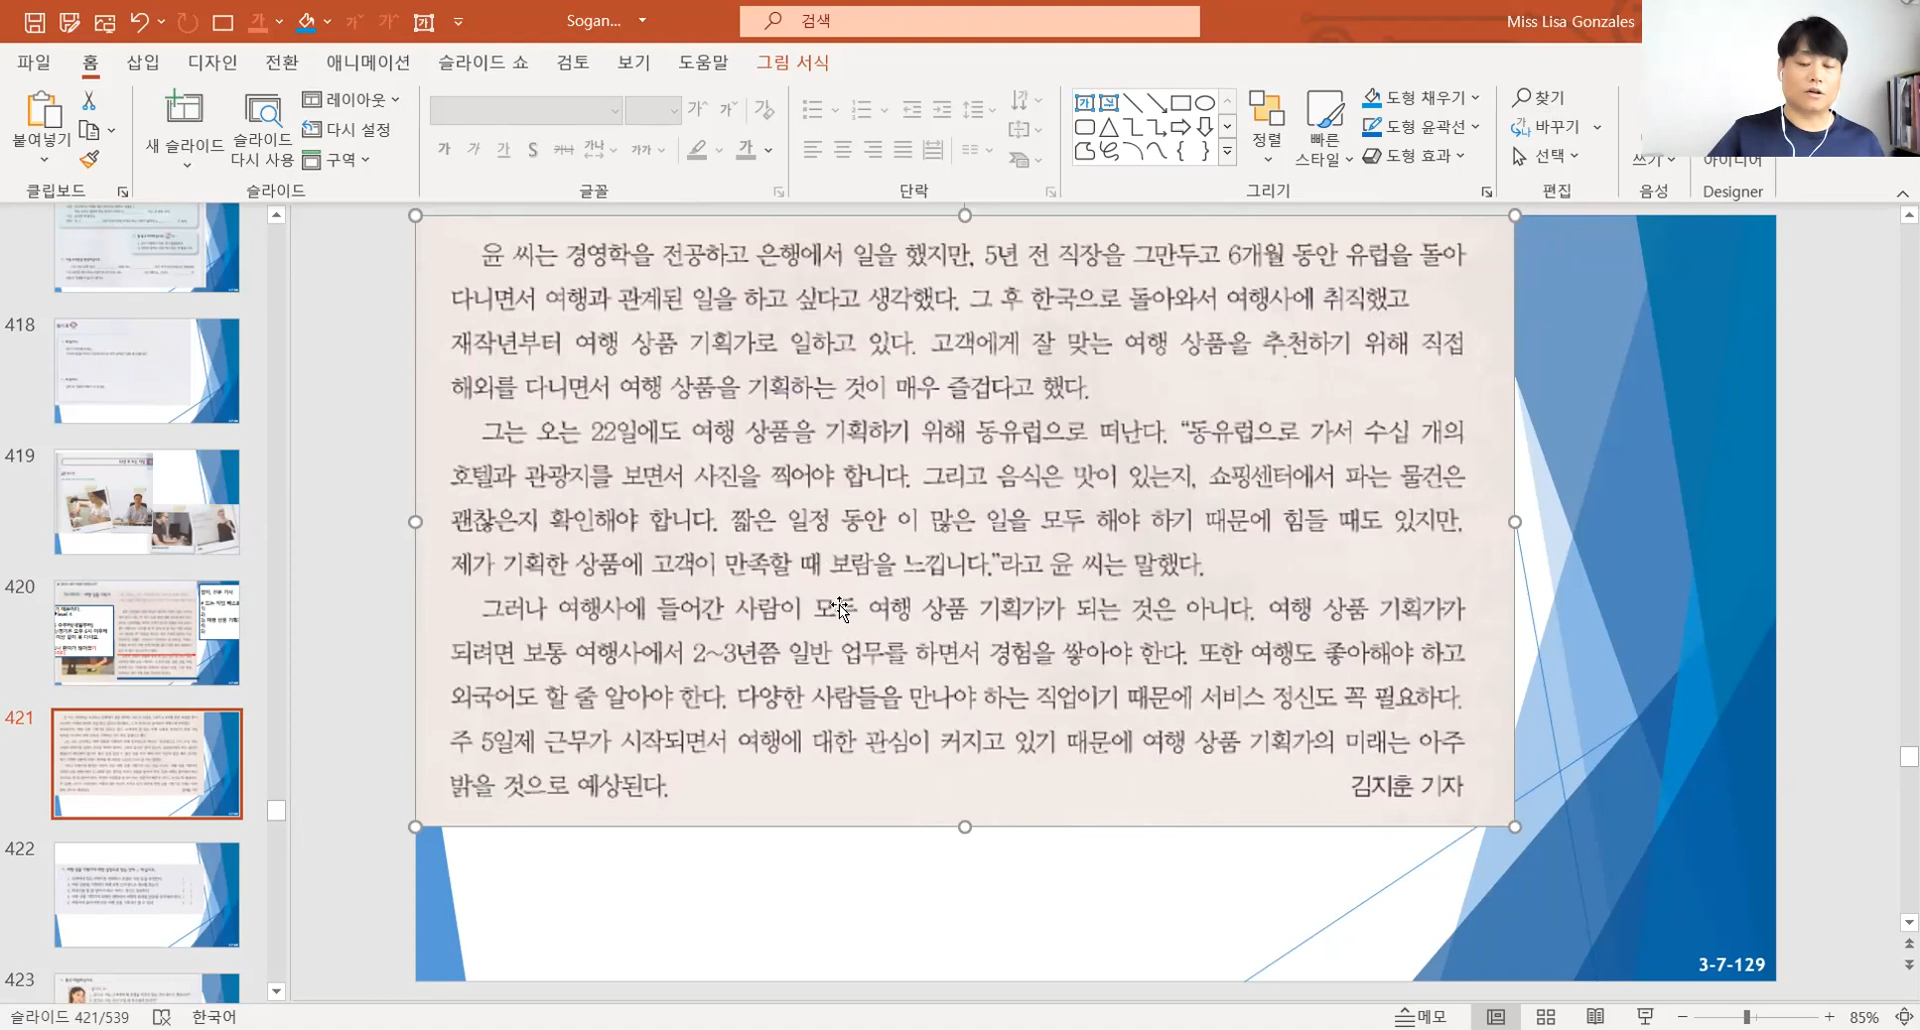 Sogan...
검색
Miss Lisa Gonzales
파일 홈 삽입 디자인 전환 애니메이션 슬라이드 쇼 검토 보기 도움말 그림 서식
붙여넣기
새 슬라이드
슬라이드 다시 사용
레이아웃
다시 설정
구역
정렬
빠른 스타일
도형 채우기
도형 윤곽선
도형 효과
찾기
바꾸기
선택
쓰기
아이디어
클립보드 슬라이드 글꼴 단락 그리기 편집 음성 Designer
윤 씨는 경영학을 전공하고 은행에서 일을 했지만, 5년 전 직장을 그만두고 6개월 동안 유럽을 돌아
다니면서 여행과 관계된 일을 하고 싶다고 생각했다. 그 후 한국으로 돌아와서 여행사에 취직했고
재작년부터 여행 상품 기획가로 일하고 있다. 고객에게 잘 맞는 여행 상품을 추천하기 위해 직접
해외를 다니면서 여행 상품을 기획하는 것이 매우 즐겁다고 했다.
그는 오는 22일에도 여행 상품을 기획하기 위해 동유럽으로 떠난다. “동유럽으로 가서 수십 개의
호텔과 관광지를 보면서 사진을 찍어야 합니다. 그리고 음식은 맛이 있는지, 쇼핑센터에서 파는 물건은
괜찮은지 확인해야 합니다. 짧은 일정 동안 이 많은 일을 모두 해야 하기 때문에 힘들 때도 있지만,
제가 기획한 상품에 고객이 만족할 때 보람을 느낍니다.”라고 윤 씨는 말했다.
그러나 여행사에 들어간 사람이 모두 여행 상품 기획가가 되는 것은 아니다. 여행 상품 기획가가
되려면 보통 여행사에서 2~3년쯤 일반 업무를 하면서 경험을 쌓아야 한다. 또한 여행도 좋아해야 하고
외국어도 할 줄 알아야 한다. 다양한 사람들을 만나야 하는 직업이기 때문에 서비스 정신도 꼭 필요하다.
주 5일제 근무가 시작되면서 여행에 대한 관심이 커지고 있기 때문에 여행 상품 기획가의 미래는 아주
밝을 것으로 예상된다.
김지훈 기자
3-7-129
418
419
420
421
422
423
슬라이드 421/539 한국어
메모
85%